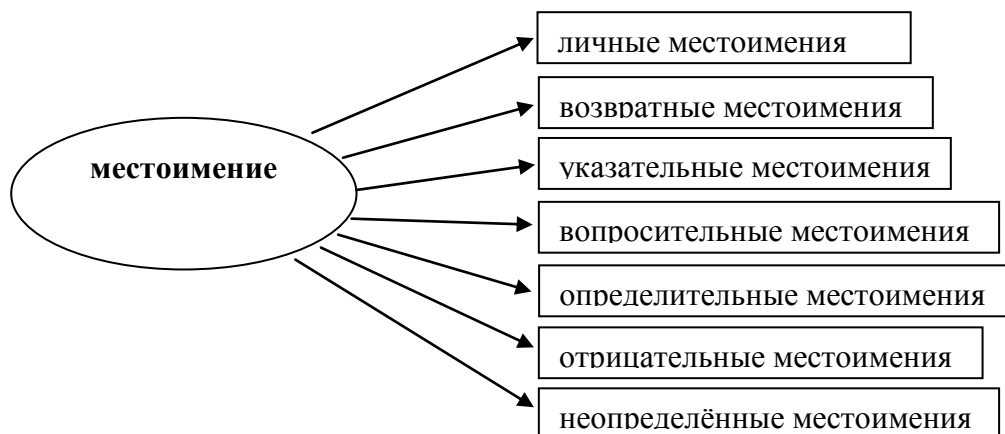 личные местоимения
возвратные местоимения
местоимение
указательные местоимения
вопросительные местоимения
определительные местоимения
отрицательные местоимения
неопределённые местоимения